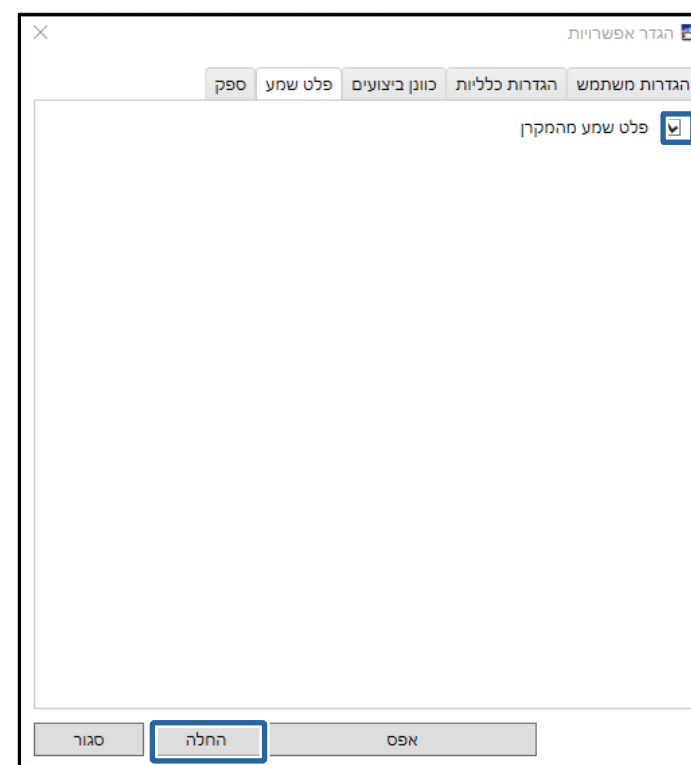 הגדר אפשרויות
הגדרות משתמש הגדרות כלליות כוונן ביצועים פלט שמע ספק
פלט שמע מהמקרן
אפס החלה סגור